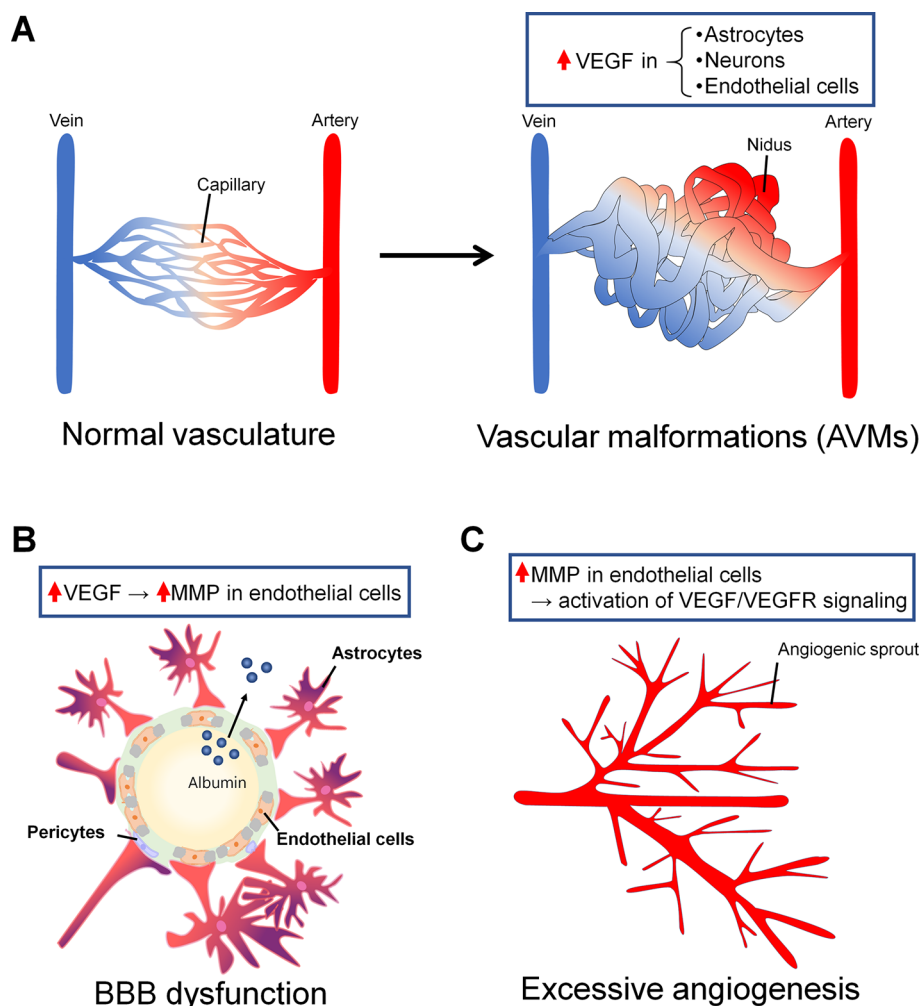 A
VEGF in
•Astrocytes
•Neurons
•Endothelial cells
Vein
Artery
Capillary
Vein
Artery
Nidus
Normal vasculature
Vascular malformations (AVMs)
B
VEGF → MMP in endothelial cells
Astrocytes
Albumin
Pericytes
Endothelial cells
BBB dysfunction
C
MMP in endothelial cells
→ activation of VEGF/VEGFR signaling
Angiogenic sprout
Excessive angiogenesis